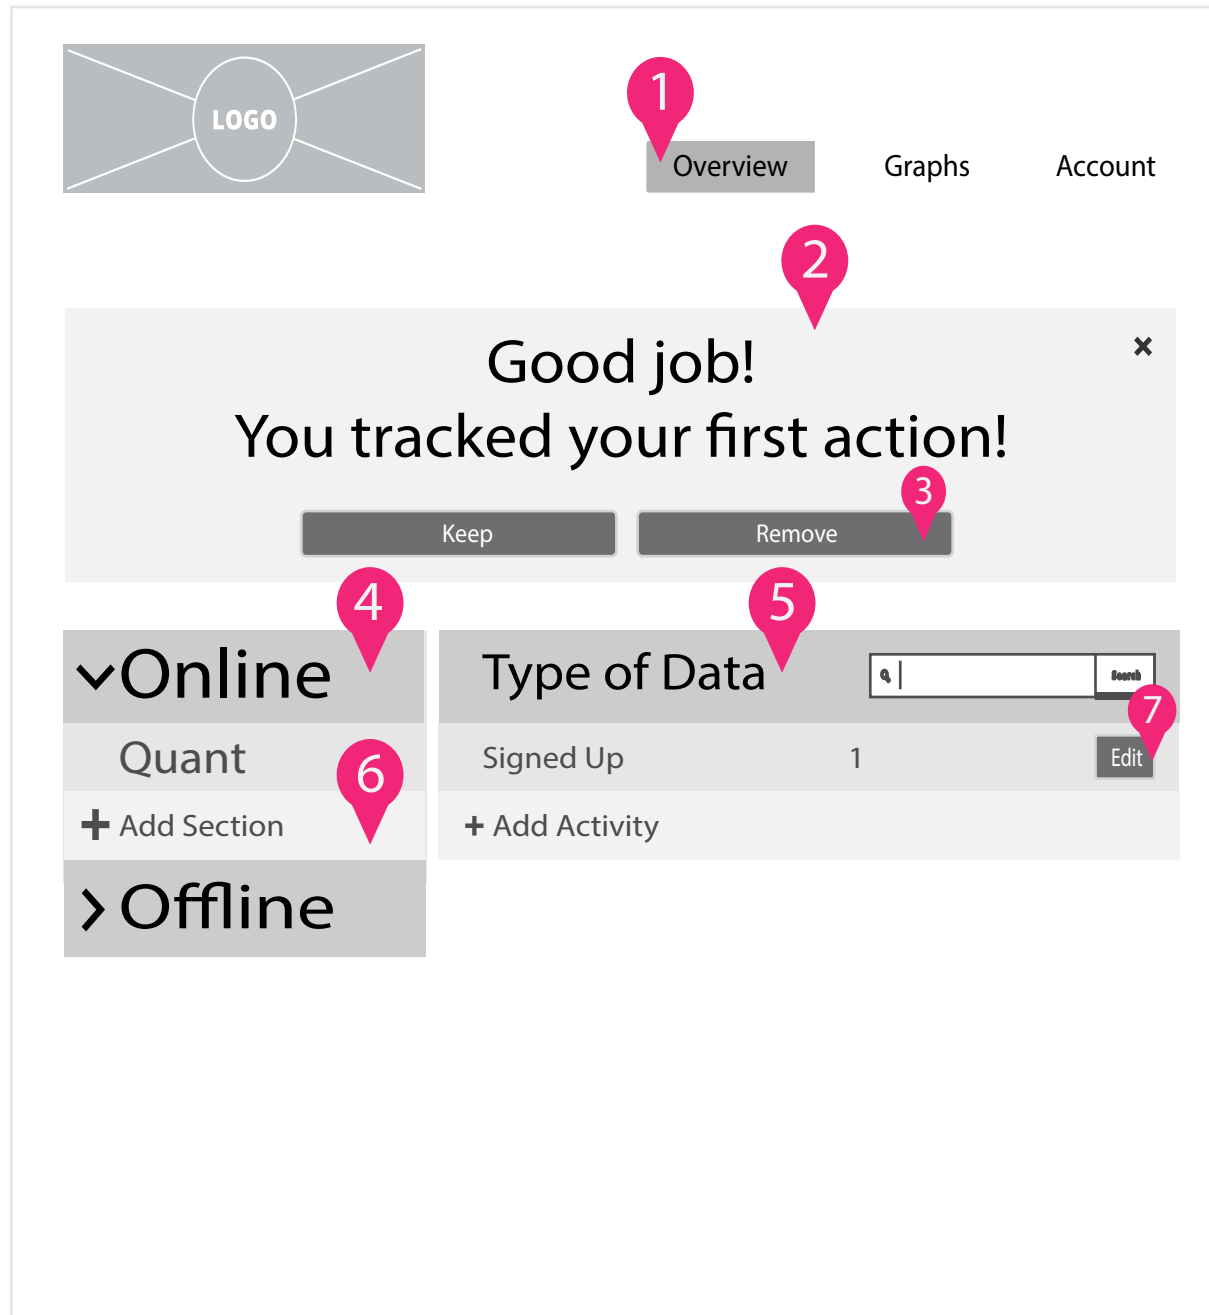 LOGO
1
Overview Graphs Account
2
Good job!
You tracked your first action!
3
Keep Remove
4 5
Online Type of Data Search
7
Quant Signed Up 1 Edit
6
Add Section + Add Activity
Offline